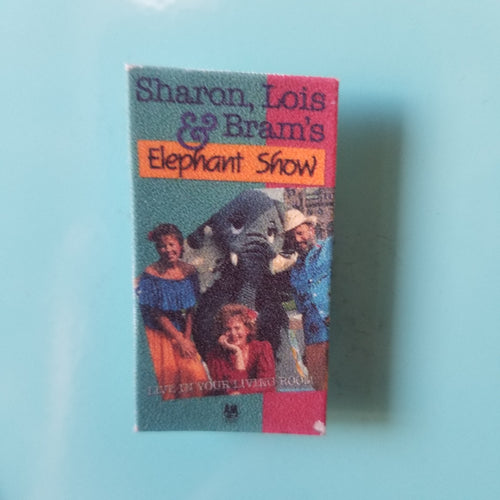 Sharon, Lois
& Bram's
Elephant Show
LIVE IN YOUR LIVING ROOM
A&M